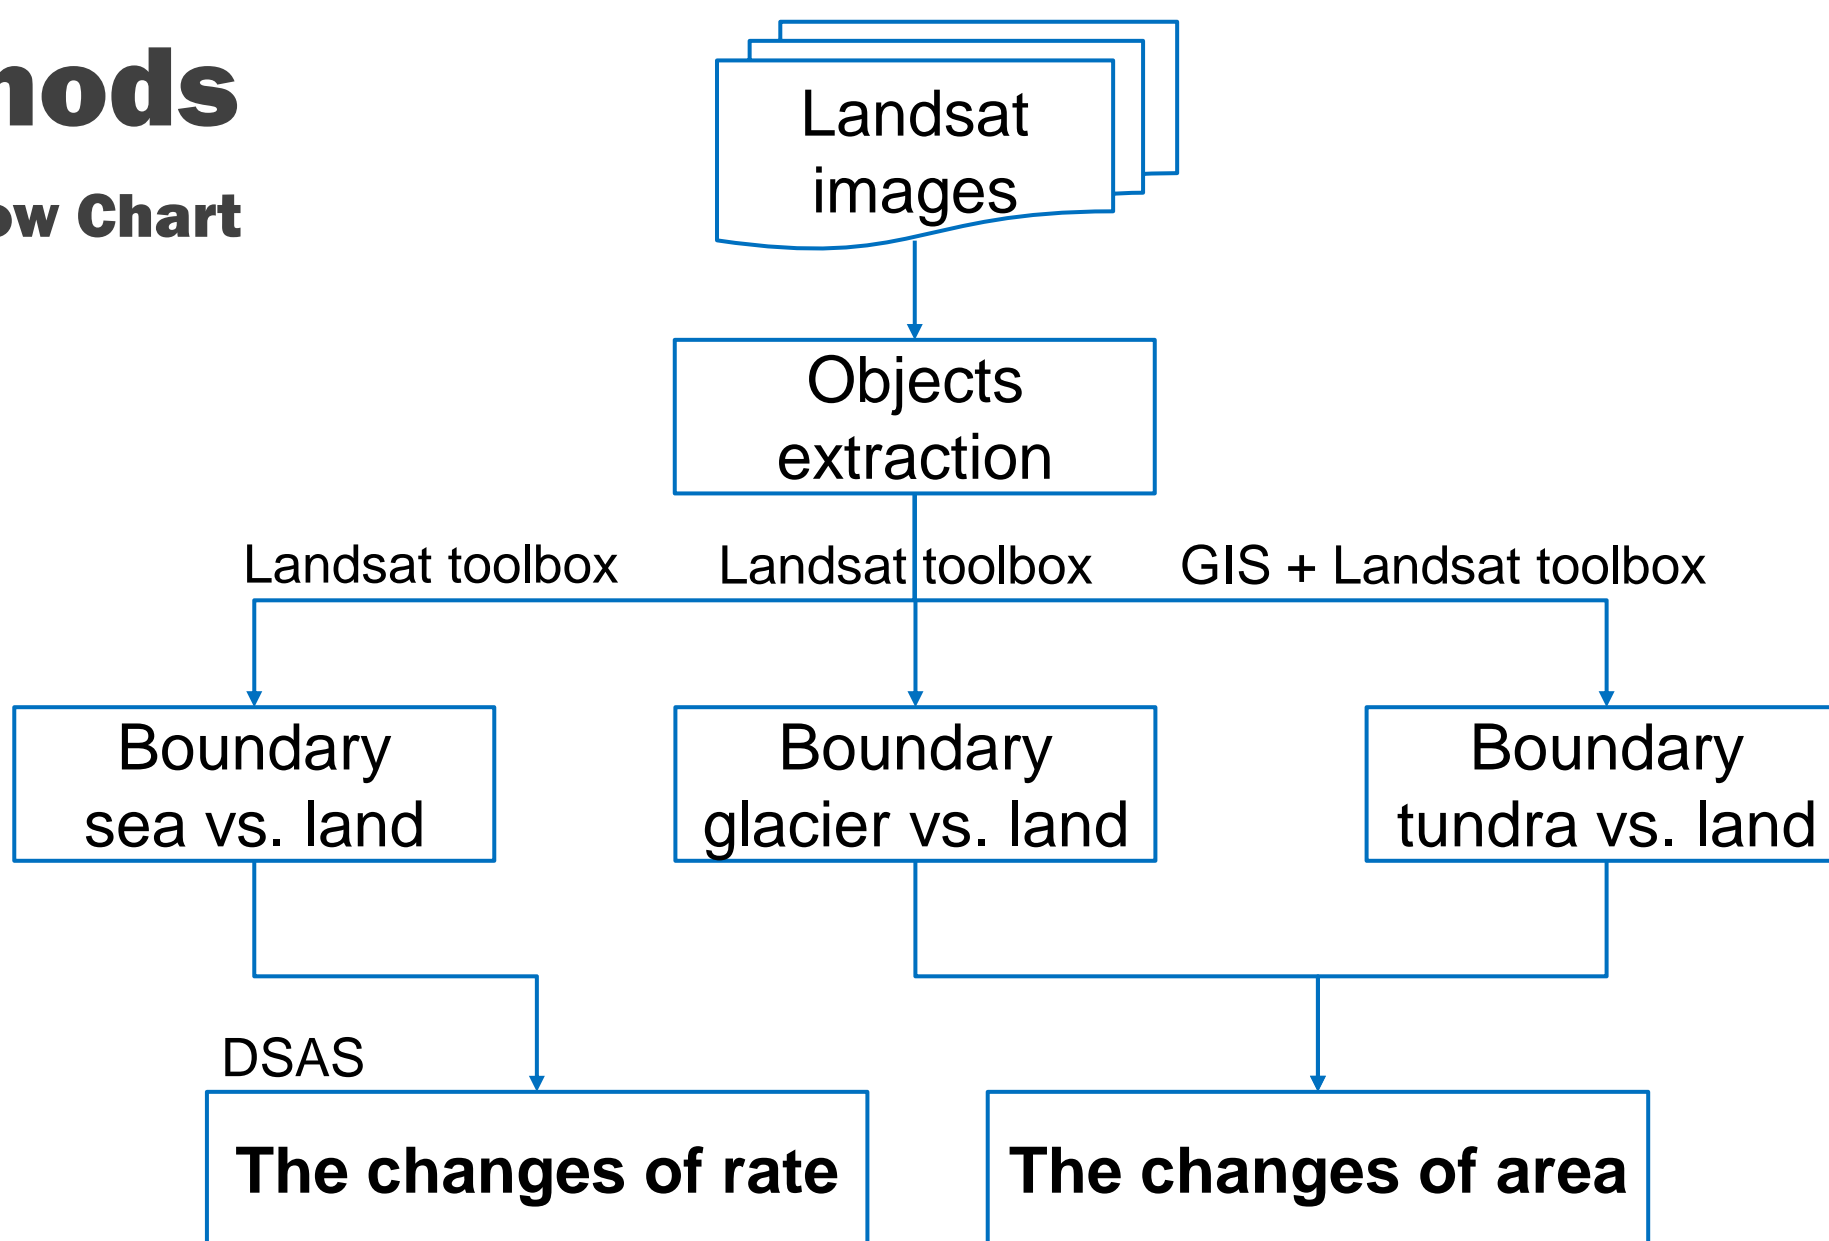 hods
ow Chart
Landsat
images
Objects
extraction
Landsat toolbox
Landsat toolbox
GIS + Landsat toolbox
Boundary
sea vs. land
Boundary
glacier vs. land
Boundary
tundra vs. land
DSAS
The changes of rate
The changes of area